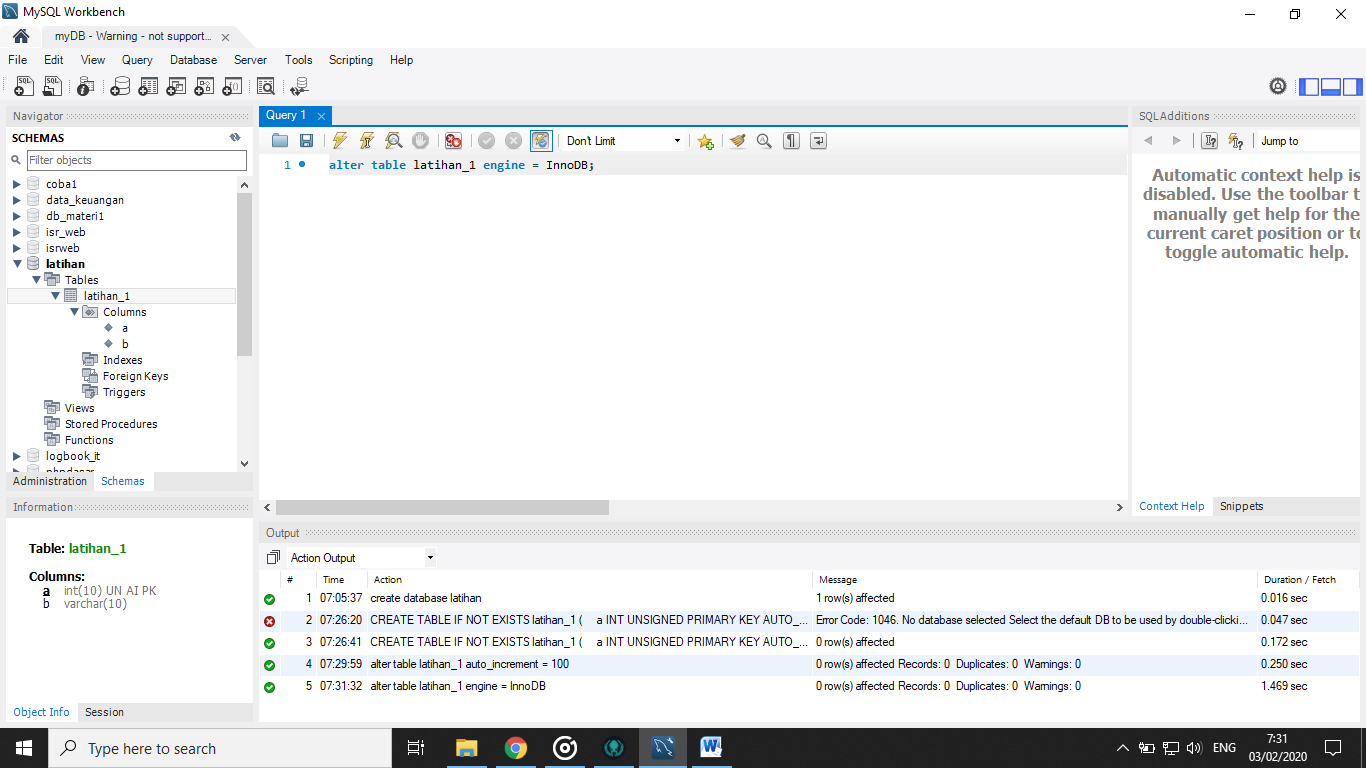 MySQL Workbench
myDB - Warning - not support...
File Edit View Query Database Server Tools Scripting Help
Navigator
SCHEMAS
Filter objects
coba1
data_keuangan
db_materi1
isr_web
isrweb
latihan
Tables
latihan_1
Columns
a
b
Indexes
Foreign Keys
Triggers
Views
Stored Procedures
Functions
logbook_it
Administration Schemas
Information
Table: latihan_1
Columns:
a int(10) UN AI PK
b varchar(10)
Object Info Session
Query 1
Don't Limit
1 alter table latihan_1 engine = InnoDB;
SQLAdditions
Jump to
Automatic context help is
disabled. Use the toolbar t
manually get help for the
current caret position or to
toggle automatic help.
Context Help Snippets
Output
Action Output
# Time Action Message Duration / Fetch
1 07:05:37 create database latihan 1 row(s) affected 0.016 sec
2 07:26:20 CREATE TABLE IF NOT EXISTS latihan_1 ( a INT UNSIGNED PRIMARY KEY AUTO_... Error Code: 1046. No database selected Select the default DB to be used by double-clicki... 0.047 sec
3 07:26:41 CREATE TABLE IF NOT EXISTS latihan_1 ( a INT UNSIGNED PRIMARY KEY AUTO_... 0 row(s) affected 0.172 sec
4 07:29:59 alter table latihan_1 auto_increment = 100 0 row(s) affected Records: 0 Duplicates: 0 Warnings: 0 0.250 sec
5 07:31:32 alter table latihan_1 engine = InnoDB 0 row(s) affected Records: 0 Duplicates: 0 Warnings: 0 1.469 sec
Type here to search
ENG
7:31
03/02/2020